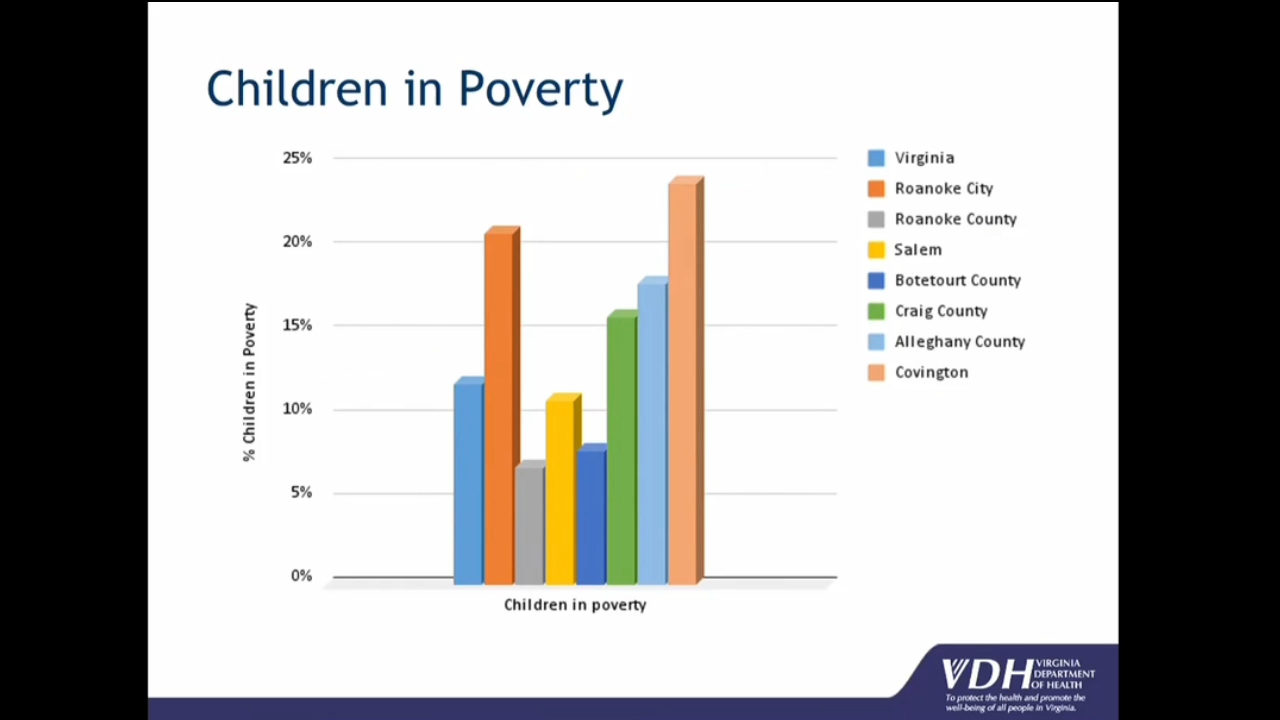 Children in Poverty
25%
20%
15%
10%
5%
0%
% Children in Poverty
Children in poverty
Virginia
Roanoke City
Roanoke County
Salem
Botetourt County
Craig County
Alleghany County
Covington
VDH VIRGINIA
DEPARTMENT
OF HEALTH
To protect the health and promote the
well-being of all people in Virginia.